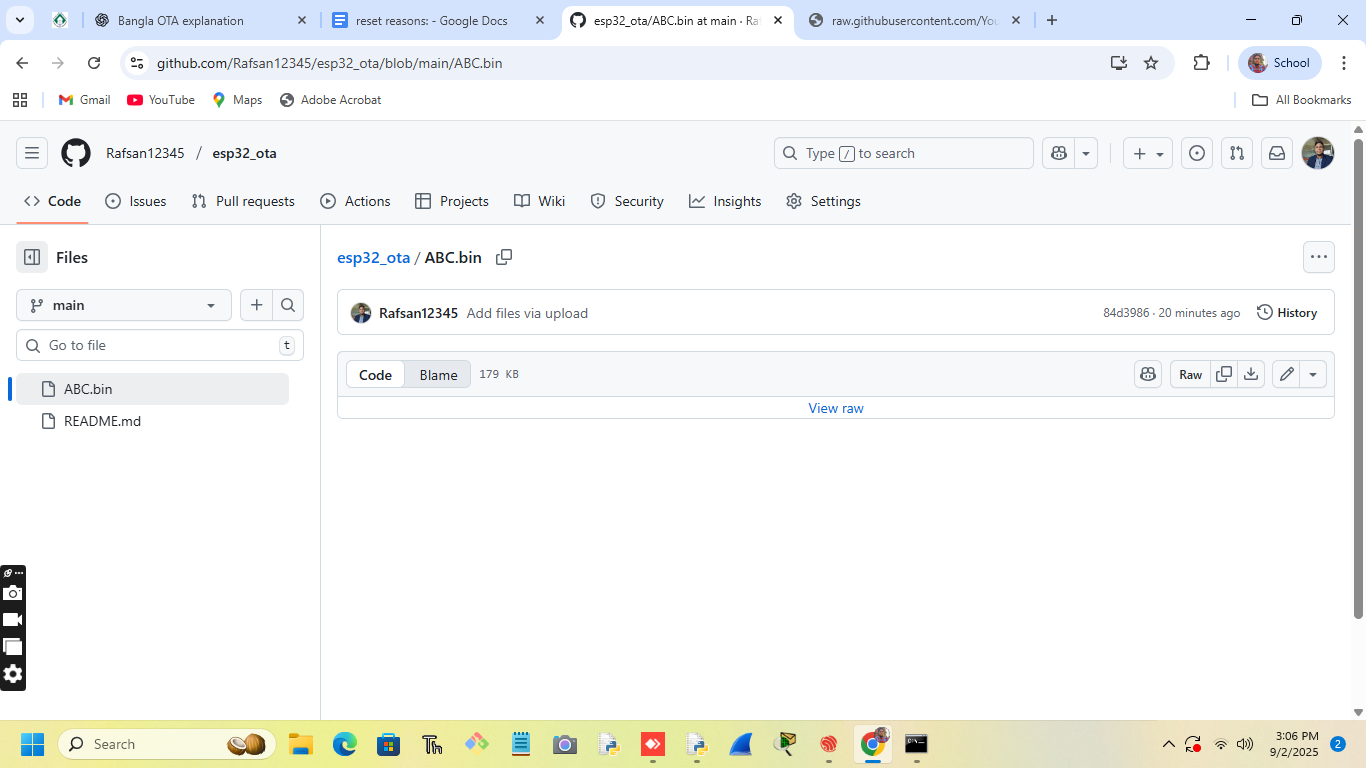 Bangla OTA explanation
reset reasons: - Google Docs
esp32_ota/ABC.bin at main · Ra
raw.githubusercontent.com/You
github.com/Rafsan12345/esp32_ota/blob/main/ABC.bin
School
Gmail
YouTube
Maps
Adobe Acrobat
All Bookmarks
Rafsan12345 / esp32_ota
Type / to search
Code
Issues
Pull requests
Actions
Projects
Wiki
Security
Insights
Settings
Files
esp32_ota / ABC.bin
main
Rafsan12345 Add files via upload
84d3986 · 20 minutes ago
History
Go to file
t
Code
Blame
179 KB
Raw
ABC.bin
View raw
README.md
Search
Th
3:06 PM
9/2/2025
2